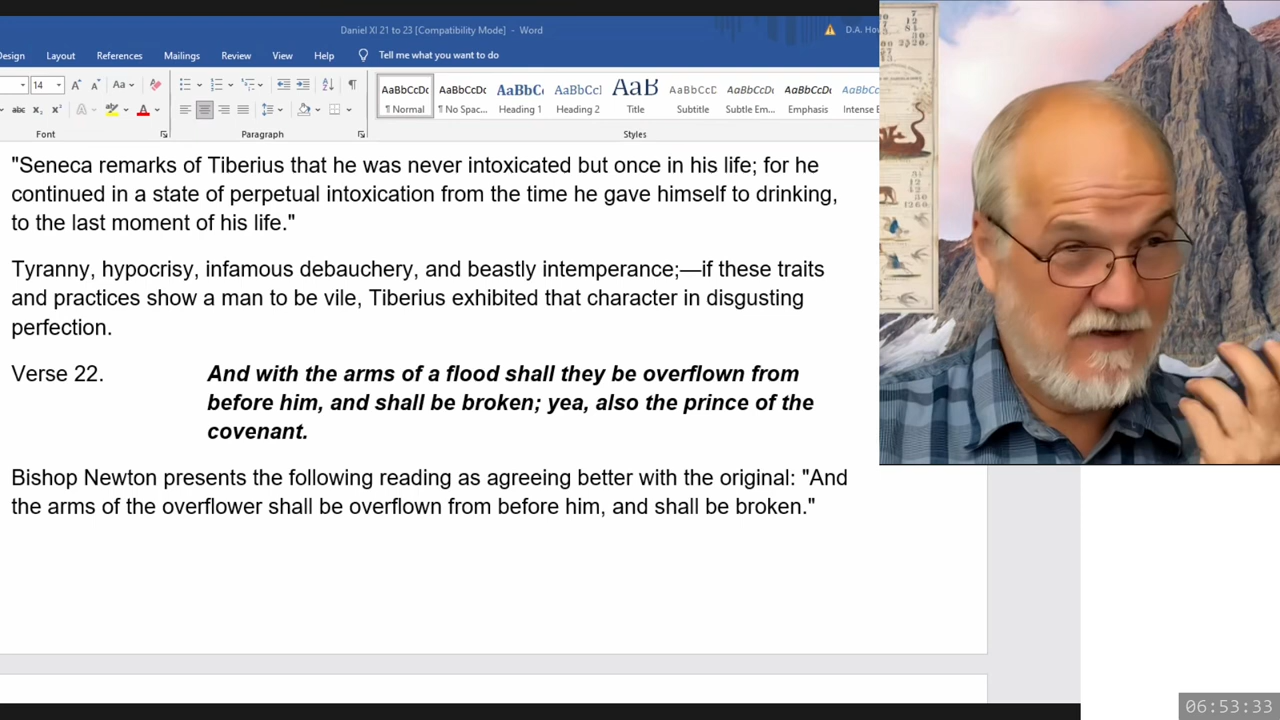 Daniel XI 21 to 23 [Compatibility Mode] - Word
D.A. Hov
Design Layout References Mailings Review View Help Tell me what you want to do
14 Aa
AaBbCcDc AaBbCcDc AaBbCc AaBbCcI AaB AaBbCcD AaBbCcDc AaBbCcDc AaBbCcDc
¶ Normal ¶ No Spac... Heading 1 Heading 2 Title Subtitle Subtle Em... Emphasis Intense E
Font Paragraph Styles
"Seneca remarks of Tiberius that he was never intoxicated but once in his life; for he
continued in a state of perpetual intoxication from the time he gave himself to drinking,
to the last moment of his life."
Tyranny, hypocrisy, infamous debauchery, and beastly intemperance;—if these traits
and practices show a man to be vile, Tiberius exhibited that character in disgusting
perfection.
Verse 22. And with the arms of a flood shall they be overflown from
before him, and shall be broken; yea, also the prince of the
covenant.
Bishop Newton presents the following reading as agreeing better with the original: "And
the arms of the overflower shall be overflown from before him, and shall be broken."
06:53:33